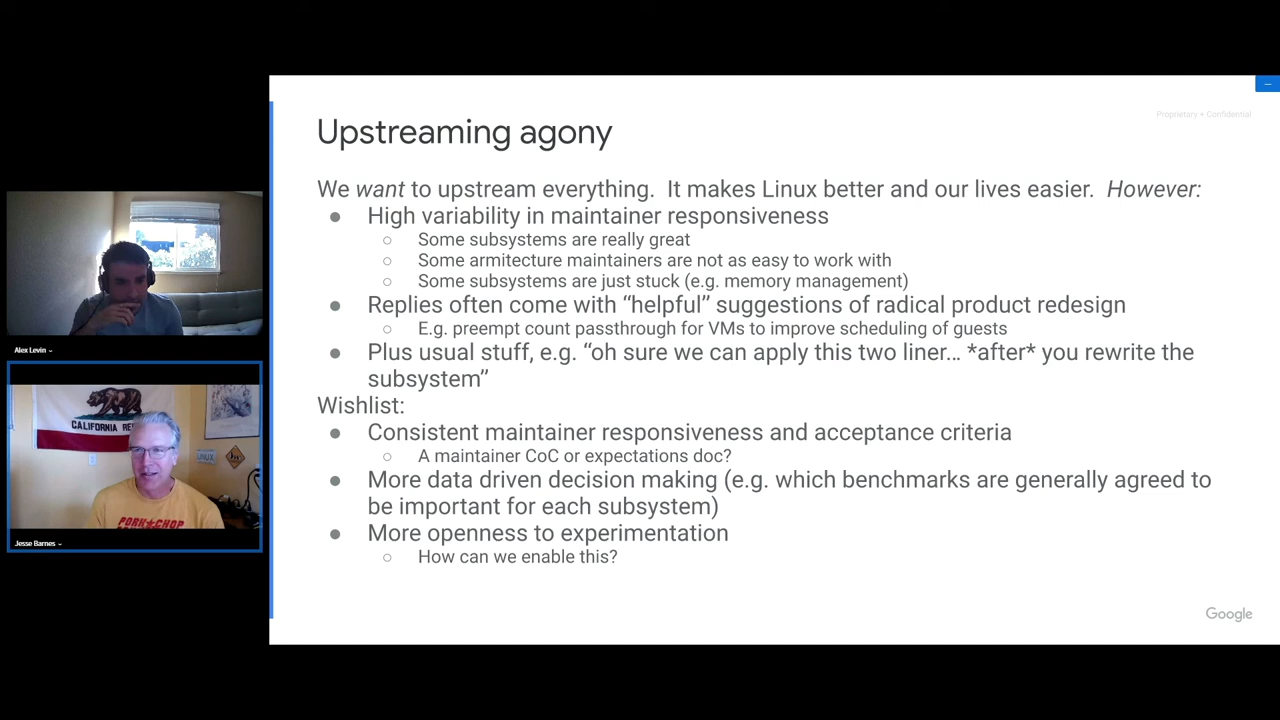 Proprietary + Confidential
Upstreaming agony
We want to upstream everything. It makes Linux better and our lives easier. However:
● High variability in maintainer responsiveness
○ Some subsystems are really great
○ Some armitecture maintainers are not as easy to work with
○ Some subsystems are just stuck (e.g. memory management)
● Replies often come with “helpful” suggestions of radical product redesign
○ E.g. preempt count passthrough for VMs to improve scheduling of guests
● Plus usual stuff, e.g. “oh sure we can apply this two liner… *after* you rewrite the
subsystem”
Wishlist:
● Consistent maintainer responsiveness and acceptance criteria
○ A maintainer CoC or expectations doc?
● More data driven decision making (e.g. which benchmarks are generally agreed to
be important for each subsystem)
● More openness to experimentation
○ How can we enable this?
Google
Alex Levin
CALIFORNIA RE
LINUX
PORK★CHOP
Jesse Barnes